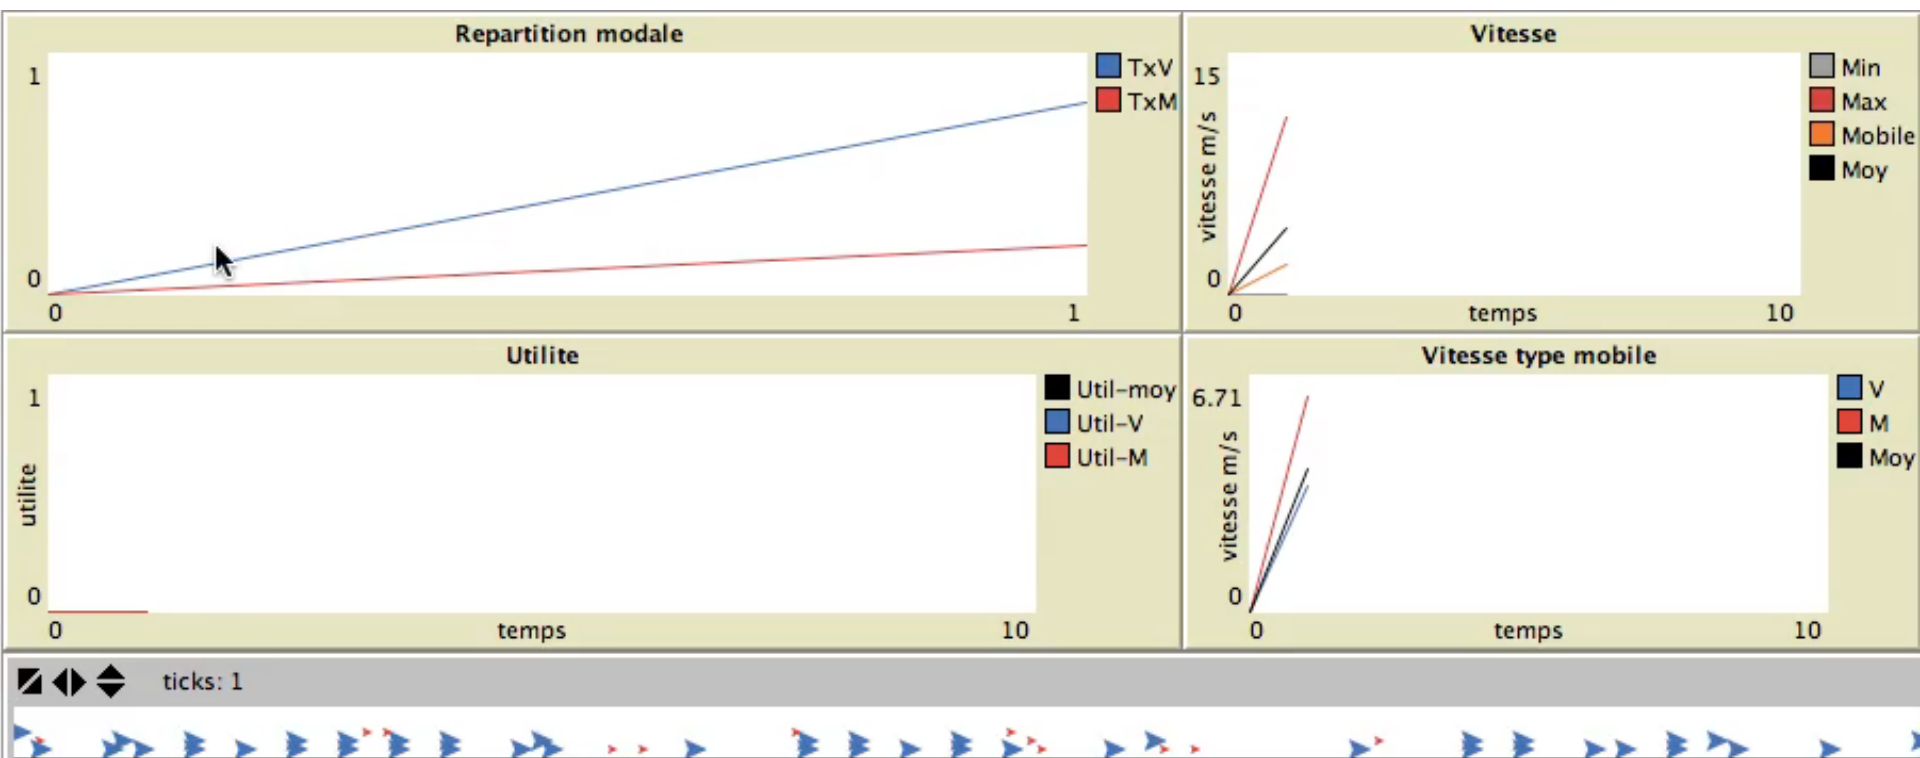 Repartition modale
1
0
0
1
TxV
TxM
Vitesse
15
vitesse m/s
0
0
temps
10
Min
Max
Mobile
Moy
Utilite
1
utilite
0
0
temps
10
Util-moy
Util-V
Util-M
Vitesse type mobile
6.71
vitesse m/s
0
0
temps
10
V
M
Moy
ticks: 1